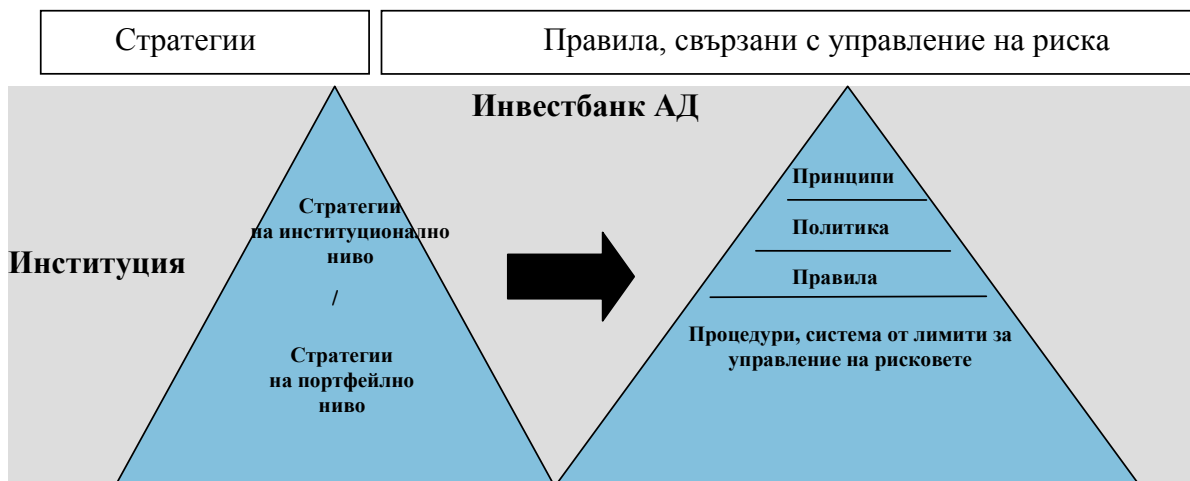 Стратегии
Правила, свързани с управление на риска
Инвестбанк АД
Институция
Стратегии
на институционално
ниво
/
Стратегии
на портфейлно
ниво
Принципи
Политика
Правила
Процедури, система от лимити за
управление на рисковете